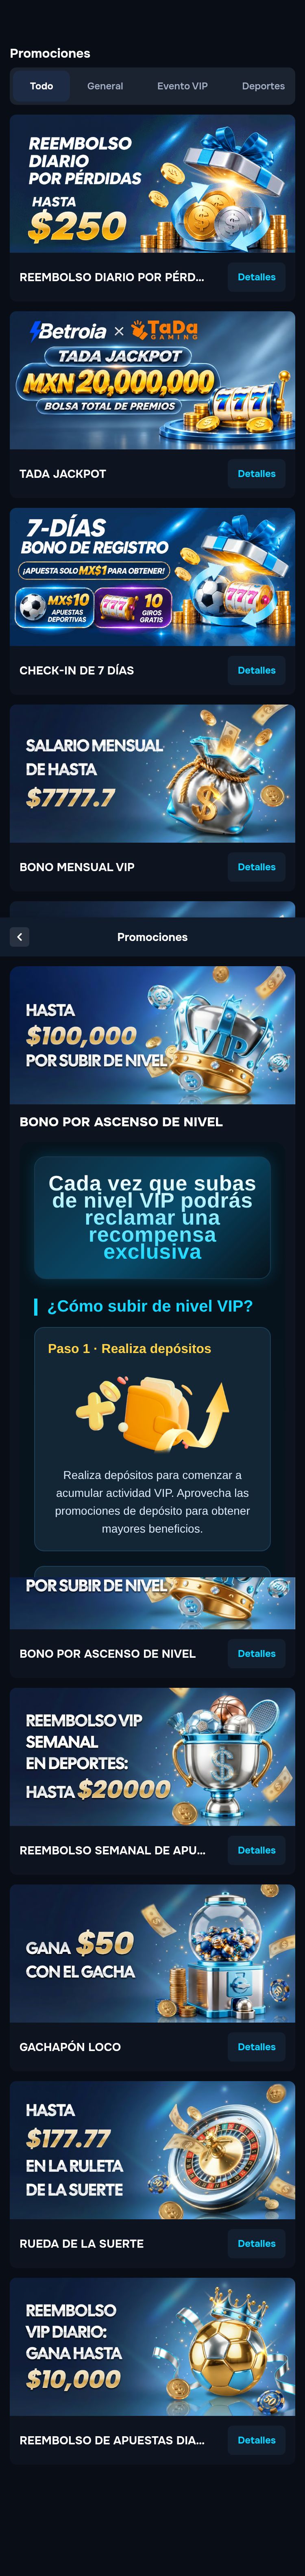 Promociones
Todo
General
Evento VIP
Deportes
REEMBOLSO
DIARIO
POR PÉRDIDAS
HASTA
$250
REEMBOLSO DIARIO POR PÉRD...
Detalles
Betroia × TaDa
GAMING
TADA JACKPOT
MXN 20,000,000
BOLSA TOTAL DE PREMIOS
TADA JACKPOT
Detalles
7-DÍAS
BONO DE REGISTRO
¡APUESTA SOLO MX$1 PARA OBTENER!
MX$10
APUESTAS
DEPORTIVAS
10
GIROS
GRATIS
CHECK-IN DE 7 DÍAS
Detalles
SALARIO MENSUAL
DE HASTA
$7777.7
BONO MENSUAL VIP
Detalles
Promociones
HASTA
$100,000
POR SUBIR DE NIVEL
VIP
BONO POR ASCENSO DE NIVEL
Cada vez que subas
de nivel VIP podrás
reclamar una
recompensa
exclusiva
¿Cómo subir de nivel VIP?
Paso 1 · Realiza depósitos
Realiza depósitos para comenzar a
acumular actividad VIP. Aprovecha las
promociones de depósito para obtener
mayores beneficios.
POR SUBIR DE NIVEL
BONO POR ASCENSO DE NIVEL
Detalles
REEMBOLSO VIP
SEMANAL
EN DEPORTES:
HASTA $20000
REEMBOLSO SEMANAL DE APU...
Detalles
GANA $50
CON EL GACHA
GACHAPÓN LOCO
Detalles
HASTA
$177.77
EN LA RULETA
DE LA SUERTE
RUEDA DE LA SUERTE
Detalles
REEMBOLSO
VIP DIARIO:
GANA HASTA
$10,000
REEMBOLSO DE APUESTAS DIA...
Detalles